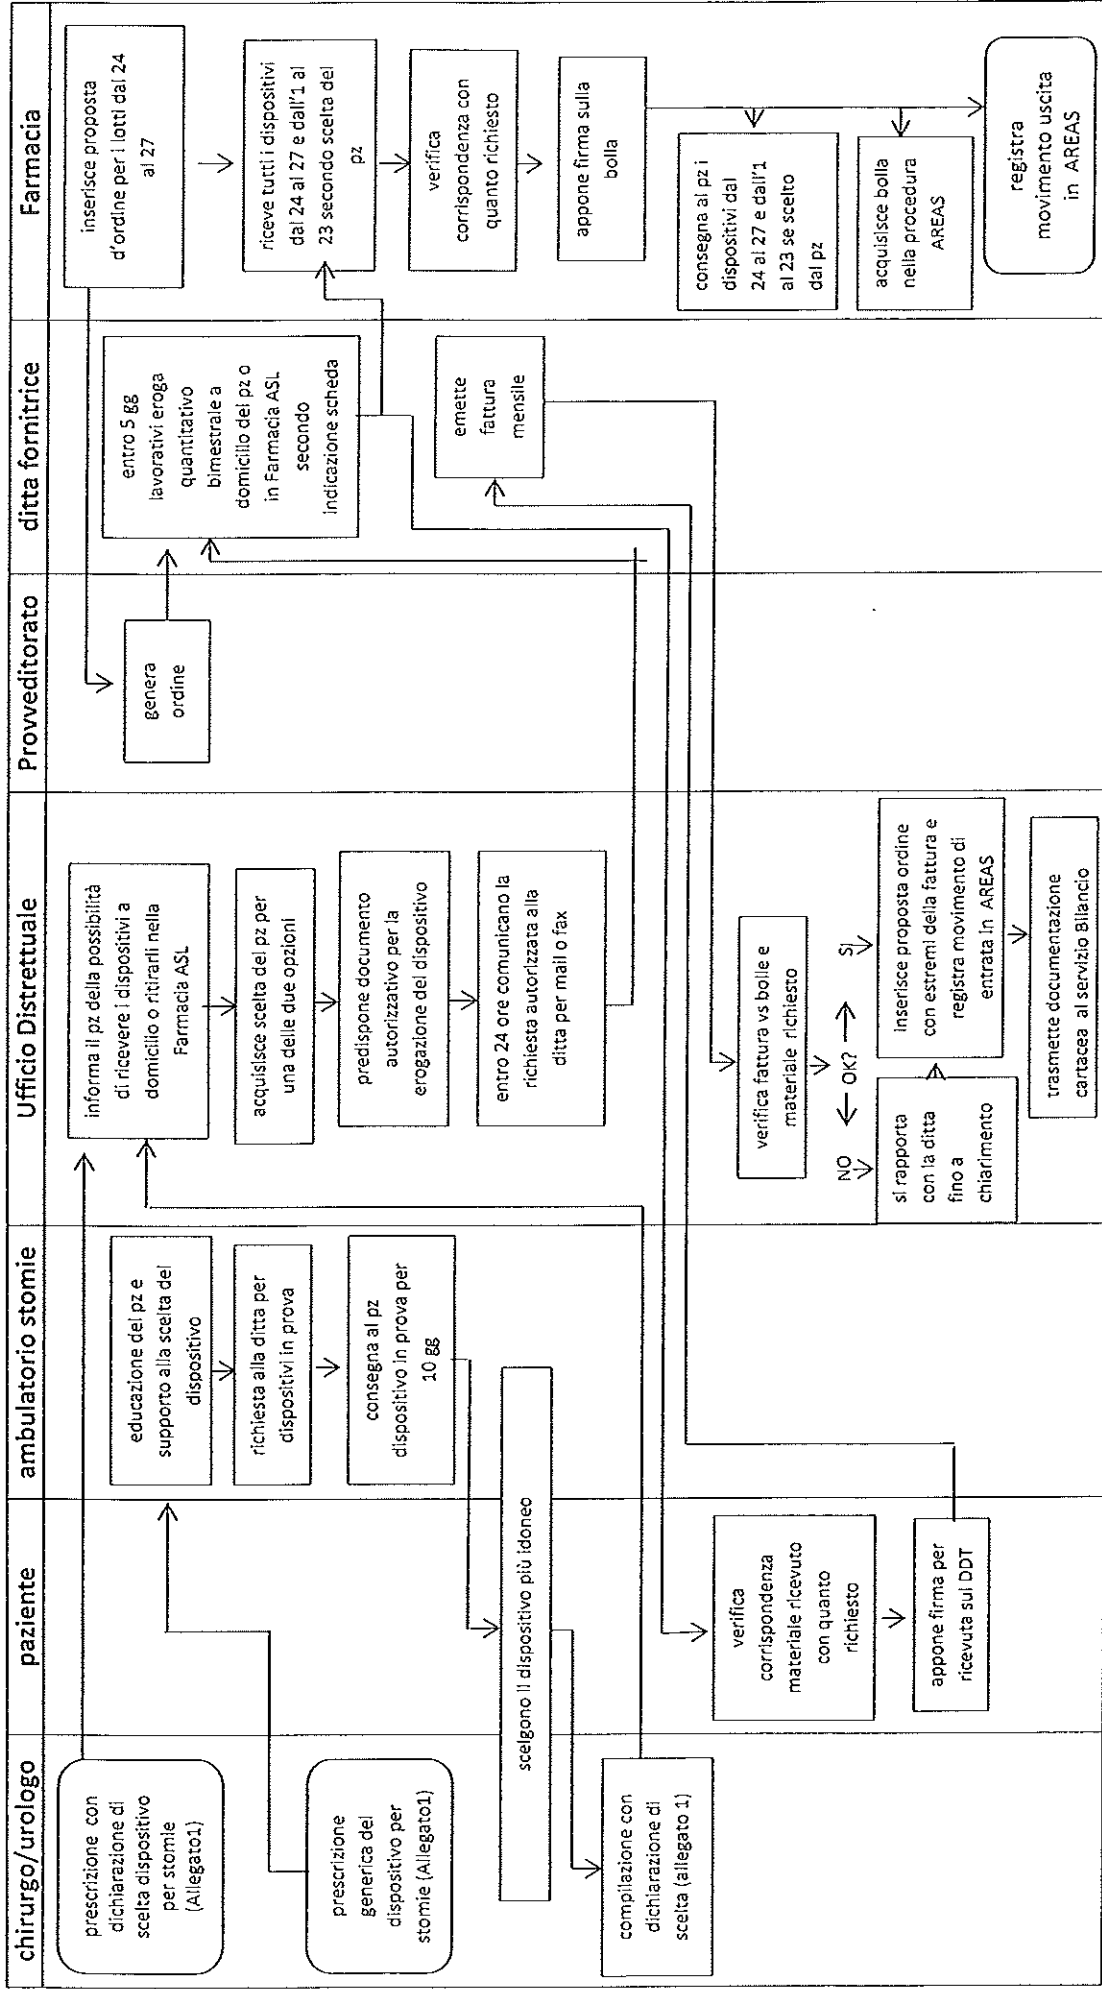 chirurgo/urologo
paziente
ambulatorio stomie
Ufficio Distrettuale
Provveditorato
ditta fornitrice
Farmacia
prescrizione con
dichiarazione di
scelta dispositivo
per stomie
(Allegato1)
prescrizione
generica del
dispositivo per
stomie (Allegato1)
scelgono il dispositivo più idoneo
compilazione con
dichiarazione di
scelta (allegato 1)
verifica
corrispondenza
materiale ricevuto
con quanto
richiesto
appone firma per
ricevuta sul DDT
educazione del pz e
supporto alla scelta del
dispositivo
richiesta alla ditta per
dispositivi in prova
consegna al pz
dispositivo in prova per
10 gg
informa il pz della possibilità
di ricevere i dispositivi a
domicilio o ritirarli nella
Farmacia ASL
acquisisce scelta del pz per
una delle due opzioni
predispone documento
autorizzativo per la
erogazione del dispositivo
entro 24 ore comunicano la
richiesta autorizzata alla
ditta per mail o fax
verifica fattura vs bolle e
materiale richiesto
NO
OK?
SI
si rapporta
con la ditta
fino a
chiarimento
inserisce proposta ordine
con estremi della fattura e
registra movimento di
entrata in AREAS
trasmette documentazione
cartacea al servizio Bilancio
genera
ordine
entro 5 gg
lavorativi eroga
quantitativo
bimestrale a
domicilio del pz o
in Farmacia ASL
secondo
indicazione scheda
emette
fattura
mensile
inserisce proposta
d'ordine per i lotti dal 24
al 27
riceve tutti i dispositivi
dal 24 al 27 e dall'1 al
23 secondo scelta del
pz
verifica
corrispondenza con
quanto richiesto
appone firma sulla
bolla
consegna al pz i
dispositivi dal
24 al 27 e dall'1
al 23 se scelto
dal pz
acquisisce bolla
nella procedura
AREAS
registra
movimento uscita
in AREAS